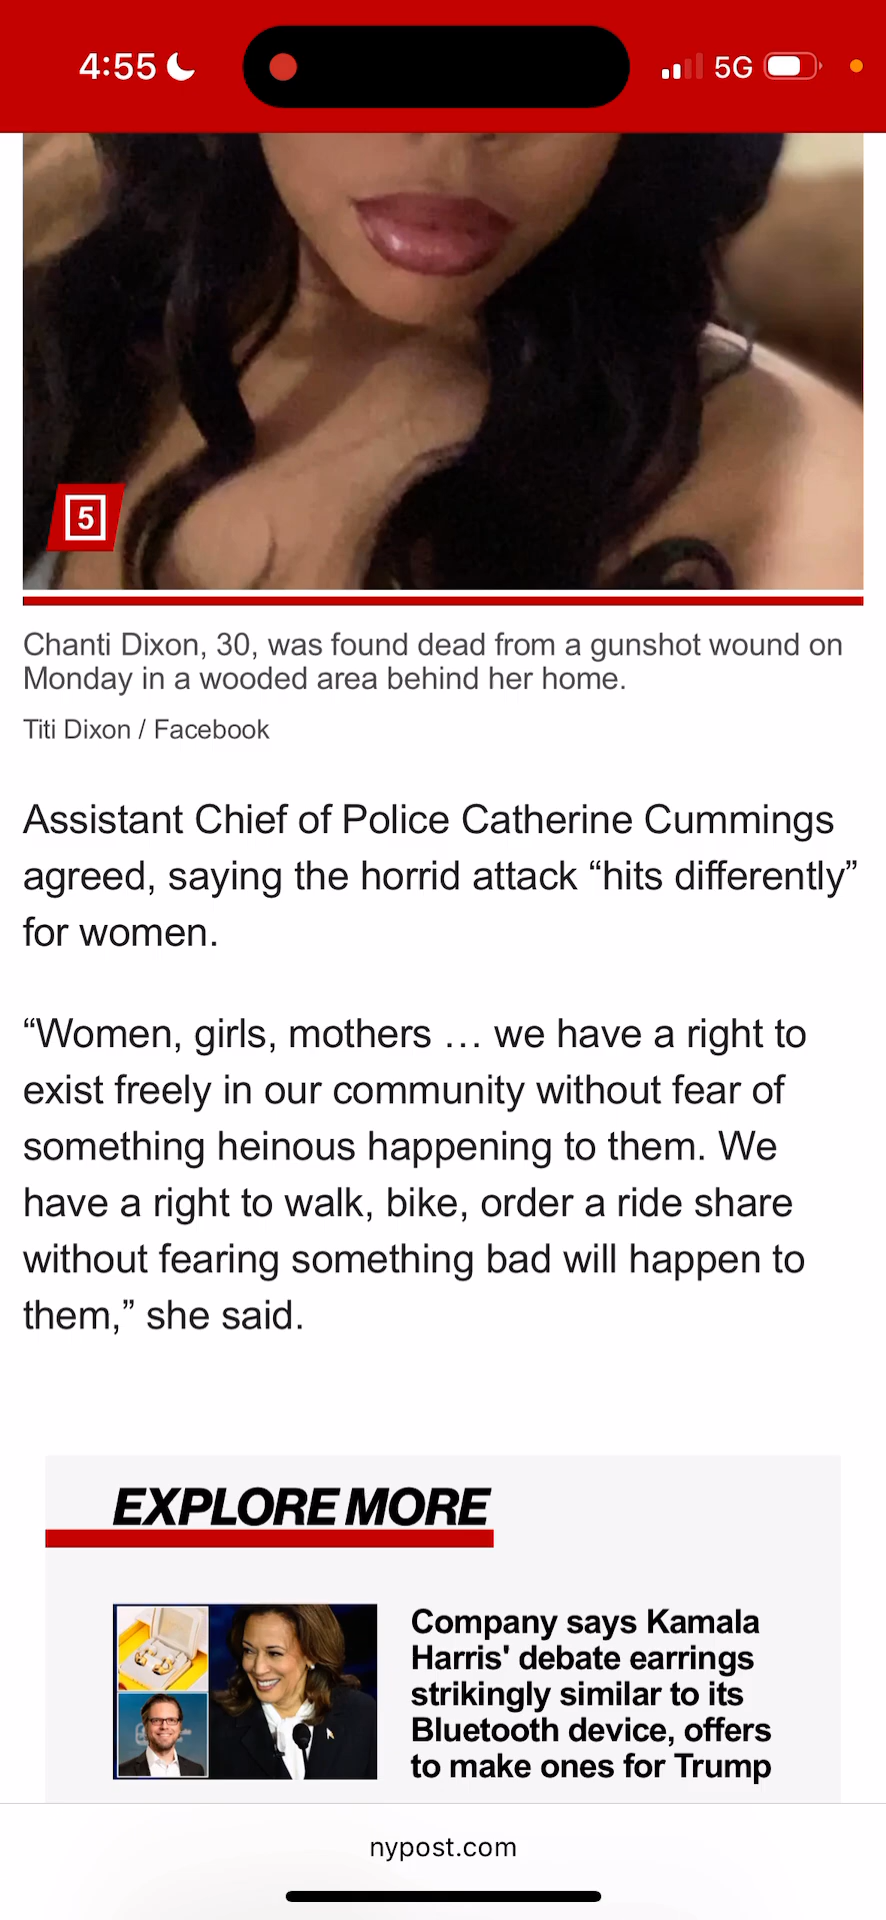 4:55
5G
5
Chanti Dixon, 30, was found dead from a gunshot wound on
Monday in a wooded area behind her home.
Titi Dixon / Facebook
Assistant Chief of Police Catherine Cummings
agreed, saying the horrid attack “hits differently”
for women.
“Women, girls, mothers … we have a right to
exist freely in our community without fear of
something heinous happening to them. We
have a right to walk, bike, order a ride share
without fearing something bad will happen to
them,” she said.
EXPLORE MORE
Company says Kamala
Harris' debate earrings
strikingly similar to its
Bluetooth device, offers
to make ones for Trump
nypost.com